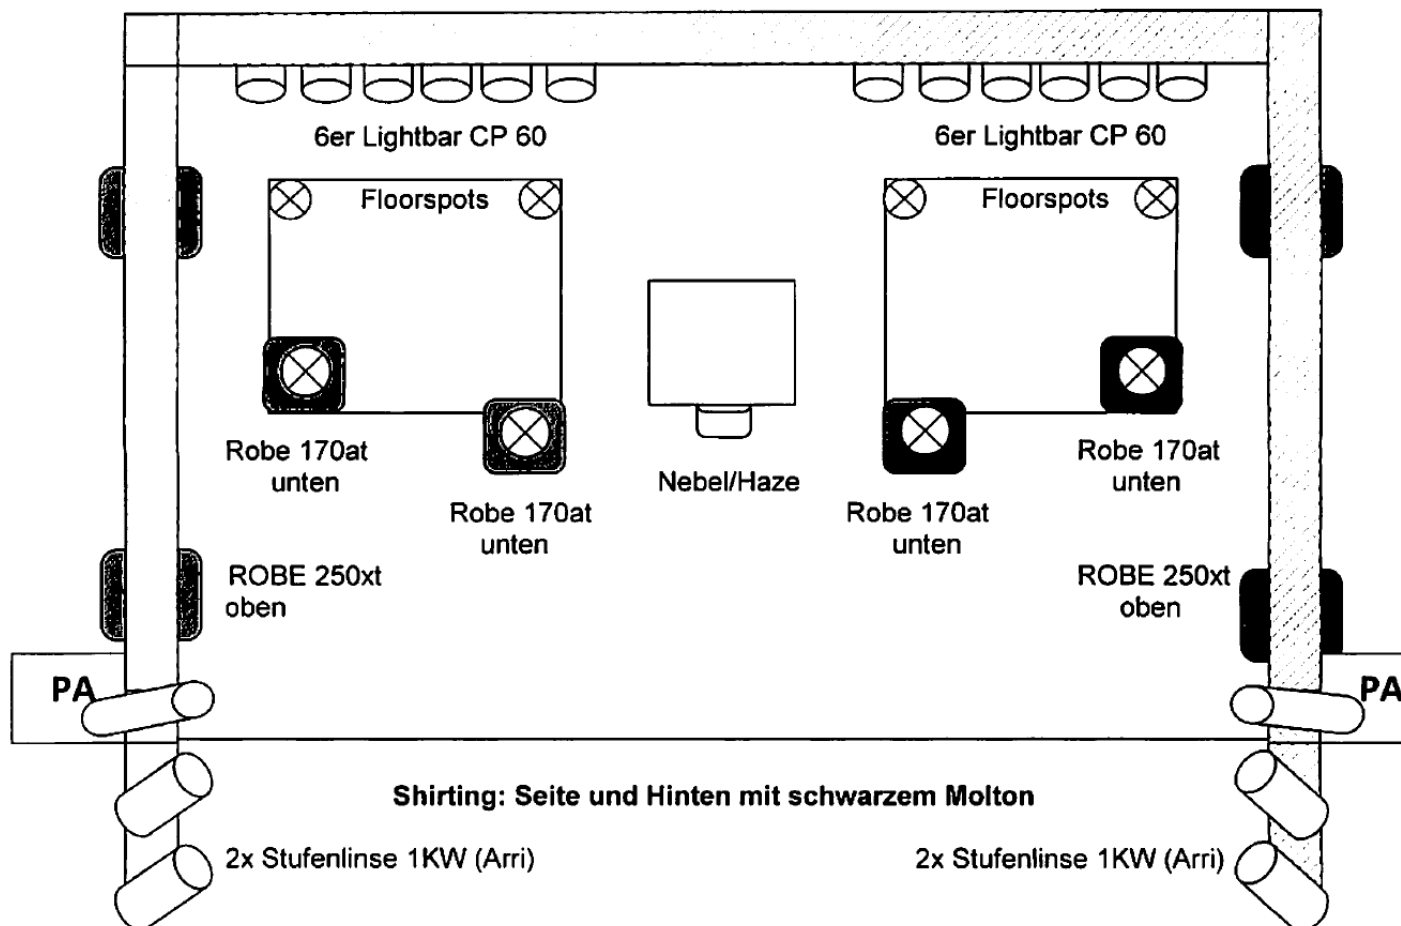 6er Lightbar CP 60
6er Lightbar CP 60
Floorspots
Floorspots
Robe 170at
unten
Robe 170at
unten
Nebel/Haze
Robe 170at
unten
Robe 170at
unten
ROBE 250xt
oben
ROBE 250xt
oben
PA
PA
Shirting: Seite und Hinten mit schwarzem Molton
2x Stufenlinse 1KW (Arri)
2x Stufenlinse 1KW (Arri)